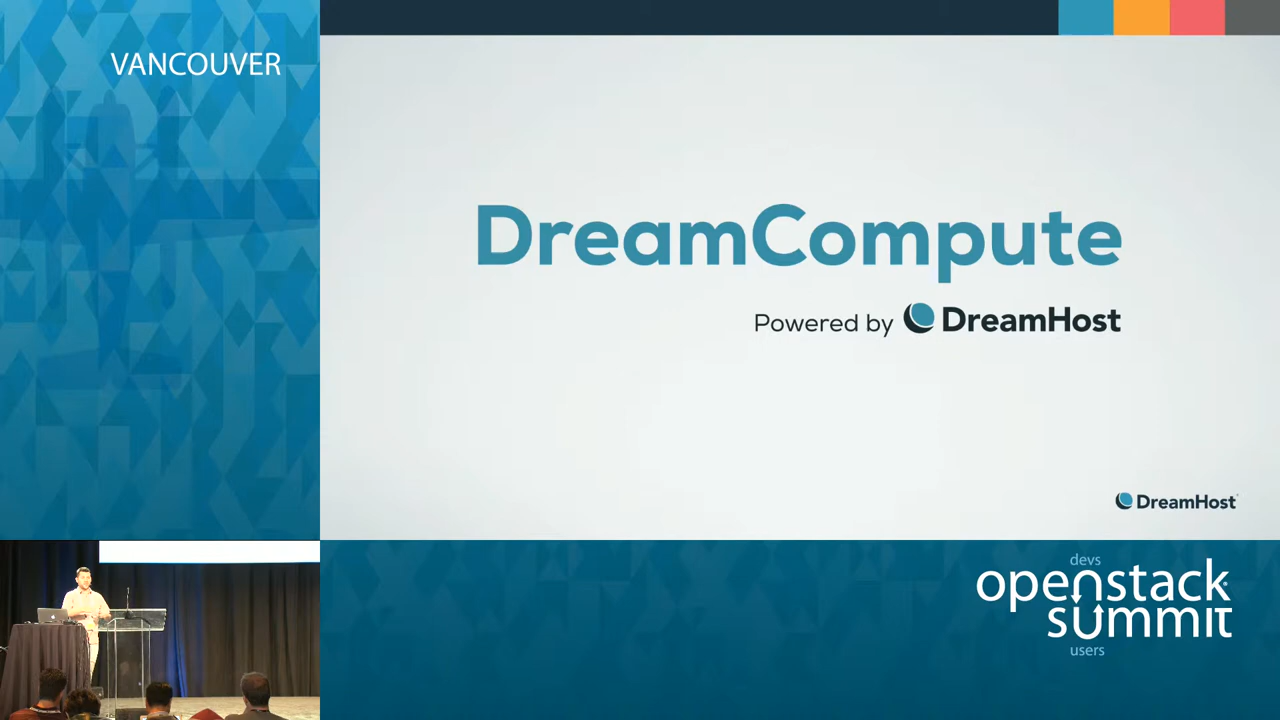 VANCOUVER
DreamCompute
Powered by DreamHost
DreamHost
devs
openstack
summit
users